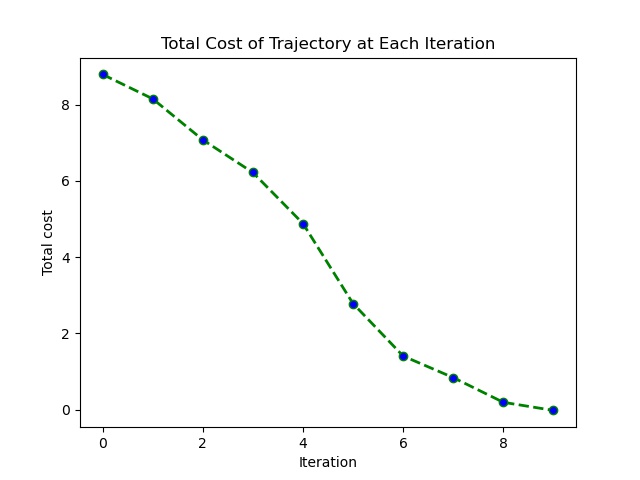 Total Cost of Trajectory at Each Iteration
8
6
4
2
0
Total cost
0 2 4 6 8
Iteration